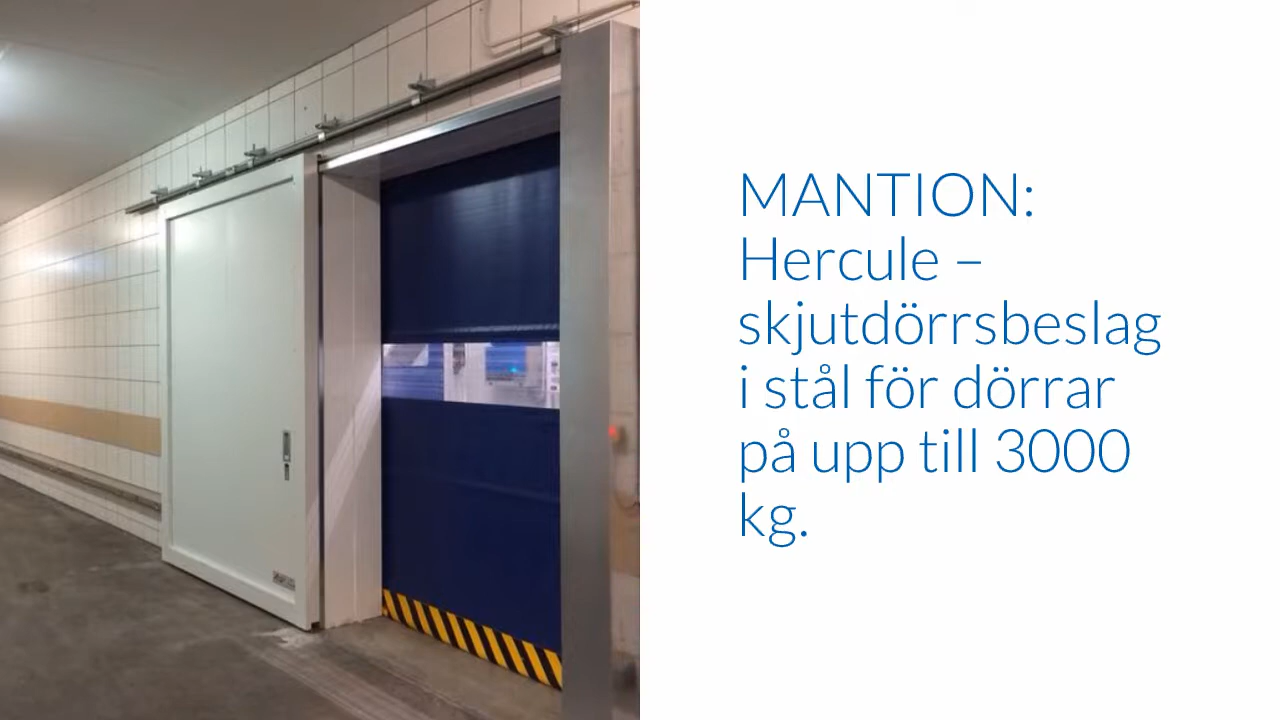 MANTION:
Hercule –
skjutdörrsbeslag
i stål för dörrar
på upp till 3000
kg.